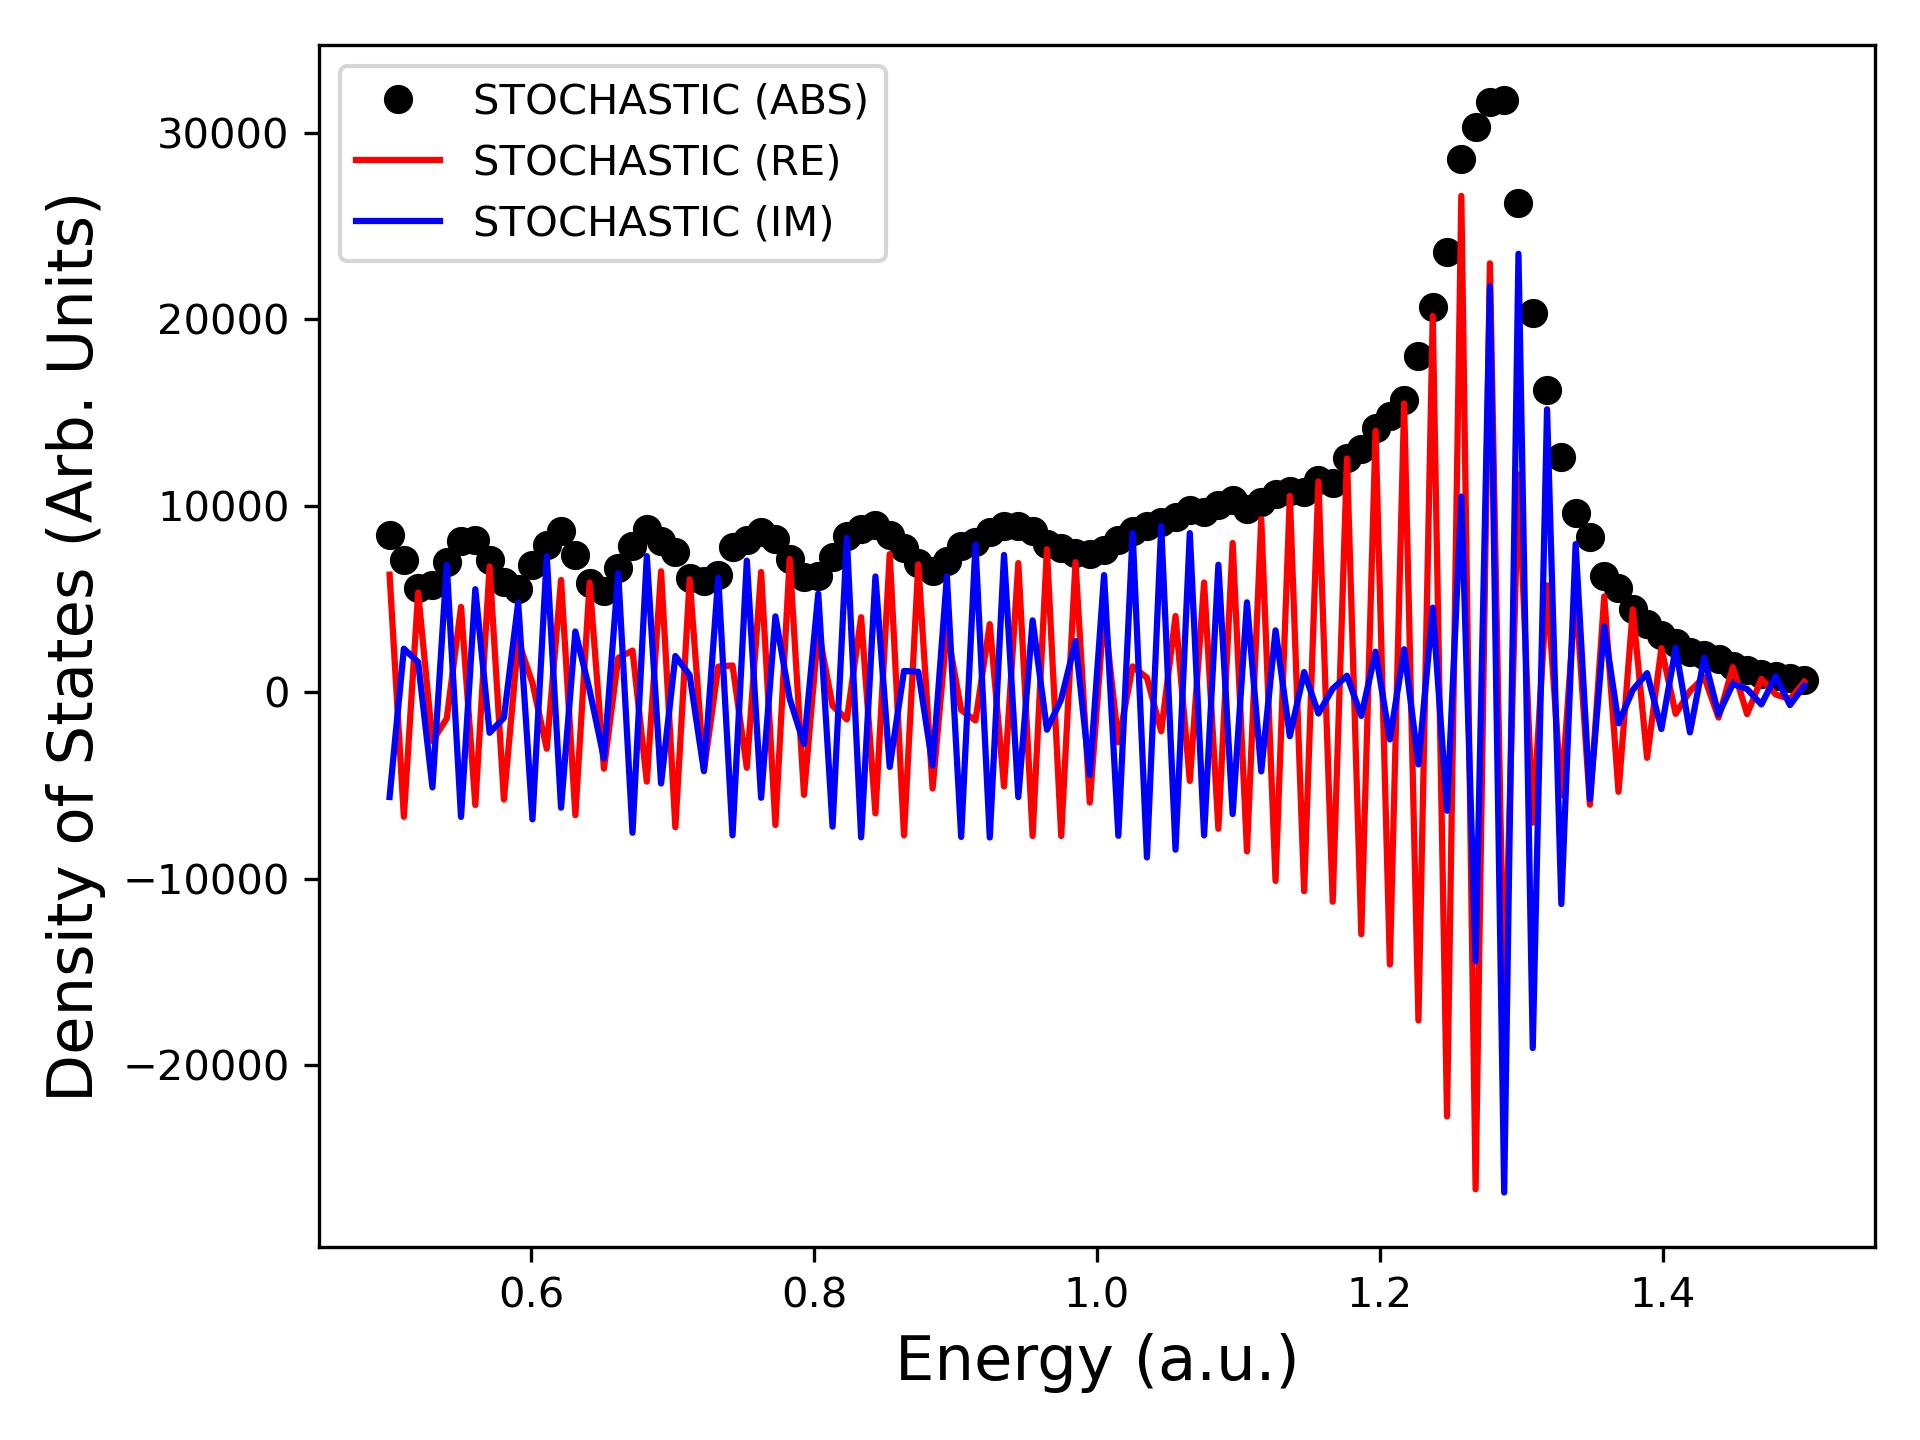 STOCHASTIC (ABS)
STOCHASTIC (RE)
STOCHASTIC (IM)
Density of States (Arb. Units)
30000
20000
10000
0
−10000
−20000
0.6 0.8 1.0 1.2 1.4
Energy (a.u.)